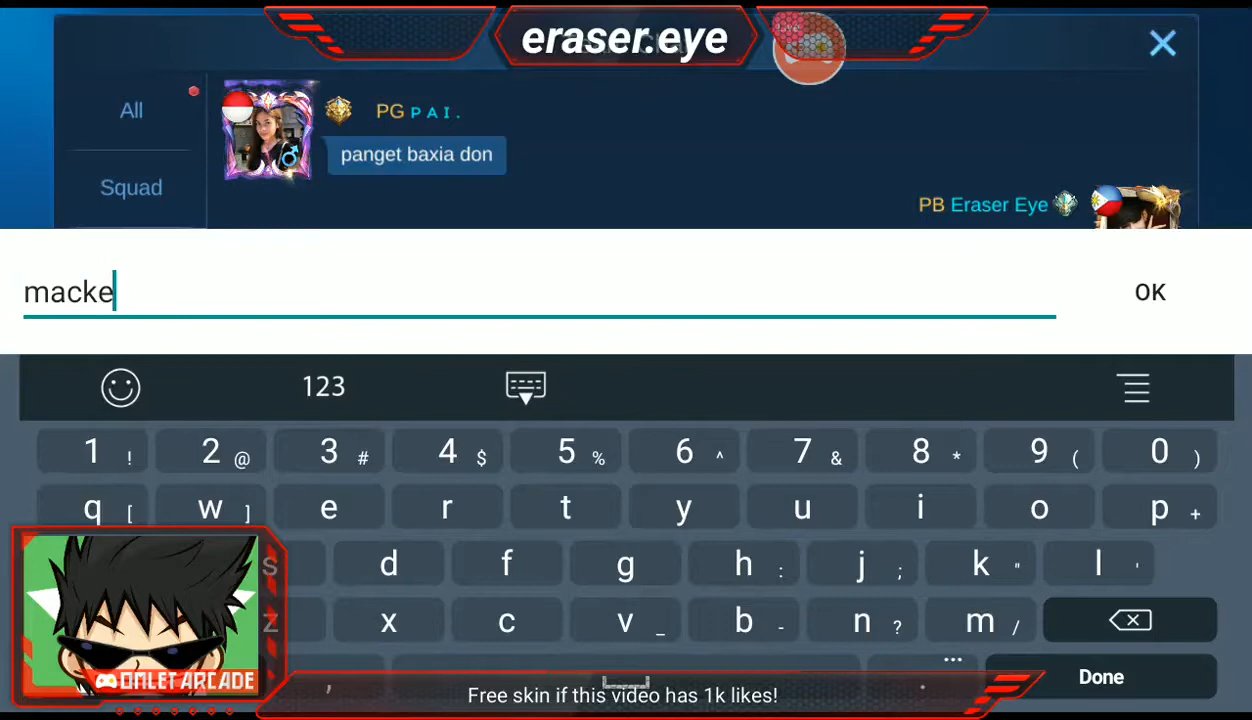 eraser.eye
All
PG P A I .
panget baxia don
Squad
PB Eraser Eye
macke
OK
123
1 ! 2 @ 3 # 4 $ 5 % 6 ^ 7 & 8 * 9 ( 0 )
q [ w ] e r t y u i o p +
s d f g h : j ; k " l '
z x c v _ b - n ? m /
, . ... Done
OMLET ARCADE
Free skin if this video has 1k likes!